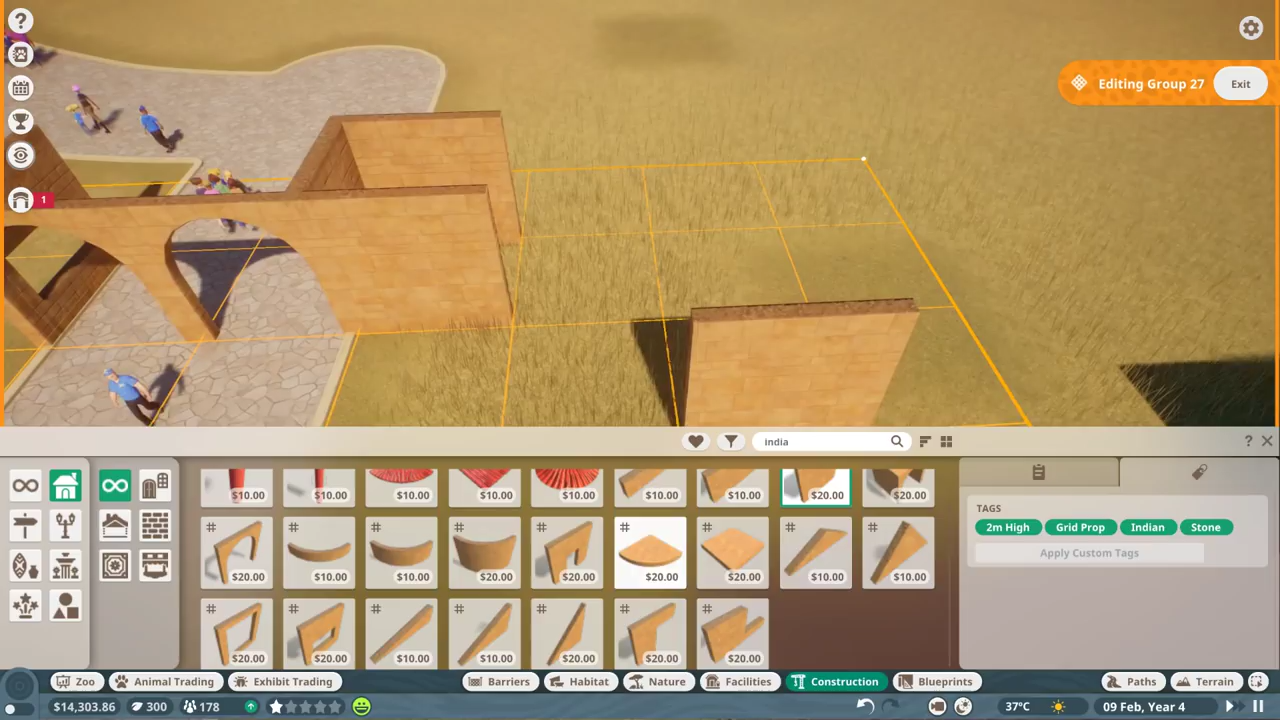 ?
Editing Group 27
Exit
1
india
?
$10.00 $10.00 $10.00 $10.00 $10.00 $10.00 $10.00 $20.00 $20.00
TAGS
2m High Grid Prop Indian Stone
Apply Custom Tags
# # # # # # # # #
$20.00 $10.00 $10.00 $20.00 $20.00 $20.00 $20.00 $10.00 $10.00
# # # # # # #
$20.00 $20.00 $10.00 $10.00 $20.00 $20.00 $20.00
Zoo Animal Trading Exhibit Trading Barriers Habitat Nature Facilities Construction Blueprints Paths Terrain
$14,303.86 300 178 37°C 09 Feb, Year 4